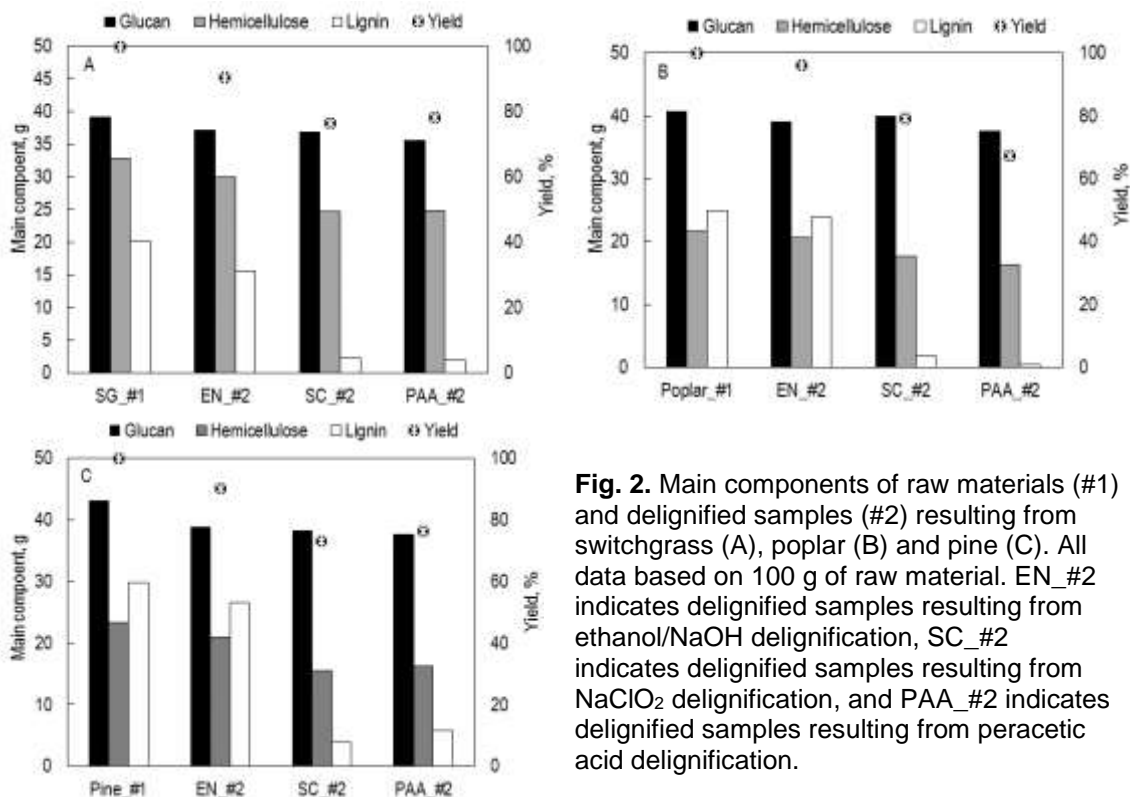 Glucan Hemicellulose Lignin Yield
A
50
45
40
35
30
25
20
15
10
5
0
Main compoent, g
100
80
60
40
20
0
Yield, %
SG_#1 EN_#2 SC_#2 PAA_#2
Glucan Hemicellulose Lignin Yield
B
50
40
30
20
10
0
Main component, g
100
80
60
40
20
0
Yield, %
Poplar_#1 EN_#2 SC_#2 PAA_#2
Glucan Hemicellulose Lignin Yield
C
50
40
30
20
10
0
Main component, g
100
80
60
40
20
0
Yield, %
Pine_#1 EN_#2 SC_#2 PAA_#2
Fig. 2. Main components of raw materials (#1)
and delignified samples (#2) resulting from
switchgrass (A), poplar (B) and pine (C). All
data based on 100 g of raw material. EN_#2
indicates delignified samples resulting from
ethanol/NaOH delignification, SC_#2
indicates delignified samples resulting from
NaClO₂ delignification, and PAA_#2 indicates
delignified samples resulting from peracetic
acid delignification.